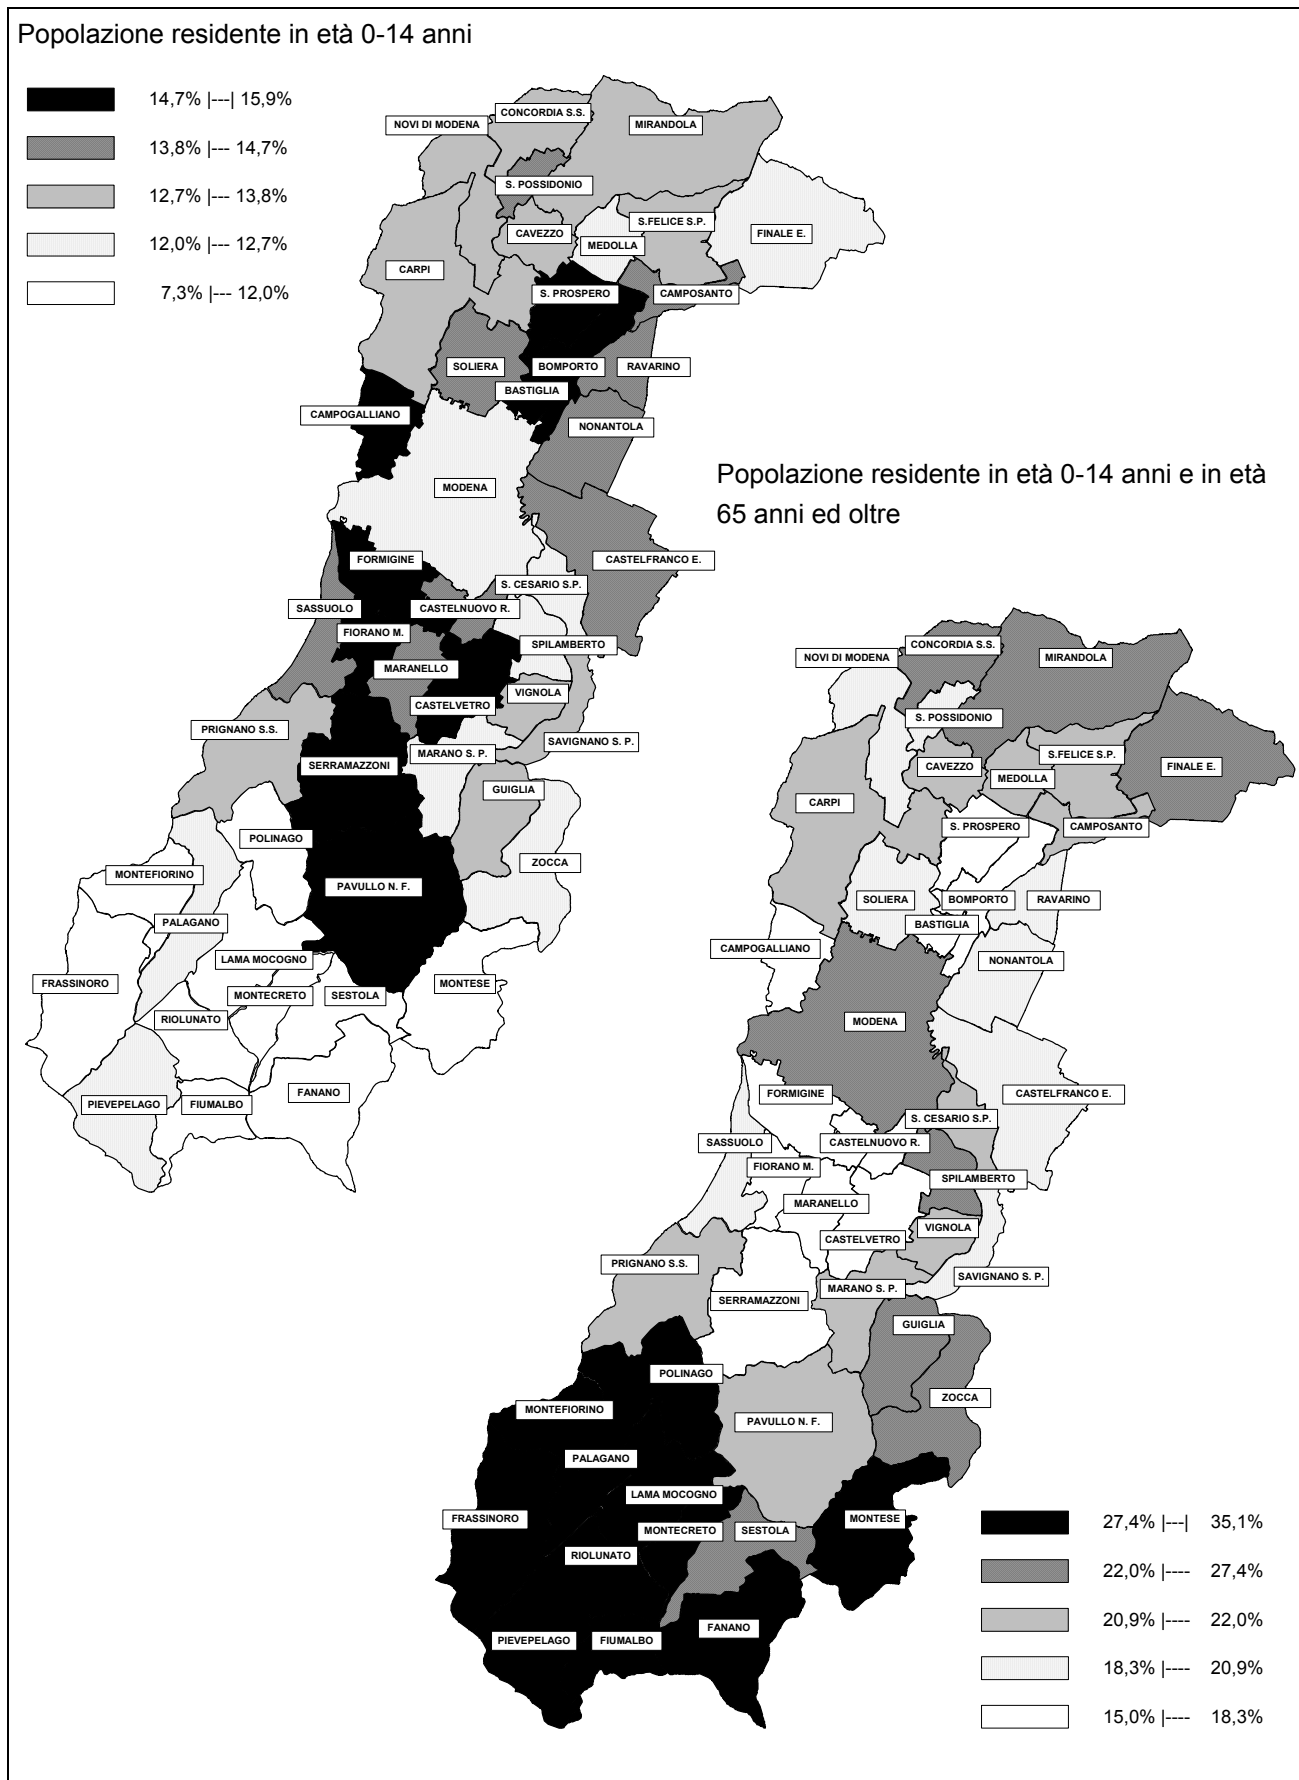 Popolazione residente in età 0-14 anni
14,7% |---| 15,9%
13,8% |--- 14,7%
12,7% |--- 13,8%
12,0% |--- 12,7%
7,3% |--- 12,0%
CONCORDIA S.S.
NOVI DI MODENA
MIRANDOLA
S. POSSIDONIO
S.FELICE S.P.
CAVEZZO
FINALE E.
MEDOLLA
CARPI
S. PROSPERO
CAMPOSANTO
SOLIERA
BOMPORTO
RAVARINO
BASTIGLIA
CAMPOGALLIANO
NONANTOLA
MODENA
FORMIGINE
CASTELFRANCO E.
S. CESARIO S.P.
SASSUOLO
CASTELNUOVO R.
FIORANO M.
SPILAMBERTO
MARANELLO
VIGNOLA
CASTELVETRO
PRIGNANO S.S.
SAVIGNANO S. P.
MARANO S. P.
SERRAMAZZONI
GUIGLIA
POLINAGO
ZOCCA
MONTEFIORINO
PAVULLO N. F.
PALAGANO
LAMA MOCOGNO
FRASSINORO
MONTESE
MONTECRETO
SESTOLA
RIOLUNATO
FANANO
PIEVEPELAGO
FIUMALBO
Popolazione residente in età 0-14 anni e in età
65 anni ed oltre
CONCORDIA S.S.
NOVI DI MODENA
MIRANDOLA
S. POSSIDONIO
S.FELICE S.P.
CAVEZZO
FINALE E.
MEDOLLA
CARPI
S. PROSPERO
CAMPOSANTO
SOLIERA
BOMPORTO
RAVARINO
BASTIGLIA
CAMPOGALLIANO
NONANTOLA
MODENA
FORMIGINE
CASTELFRANCO E.
S. CESARIO S.P.
SASSUOLO
CASTELNUOVO R.
FIORANO M.
SPILAMBERTO
MARANELLO
VIGNOLA
CASTELVETRO
PRIGNANO S.S.
SAVIGNANO S. P.
MARANO S. P.
SERRAMAZZONI
GUIGLIA
POLINAGO
ZOCCA
MONTEFIORINO
PAVULLO N. F.
PALAGANO
LAMA MOCOGNO
FRASSINORO
MONTESE
MONTECRETO
SESTOLA
RIOLUNATO
FANANO
PIEVEPELAGO
FIUMALBO
27,4% |---| 35,1%
22,0% |---- 27,4%
20,9% |---- 22,0%
18,3% |---- 20,9%
15,0% |---- 18,3%